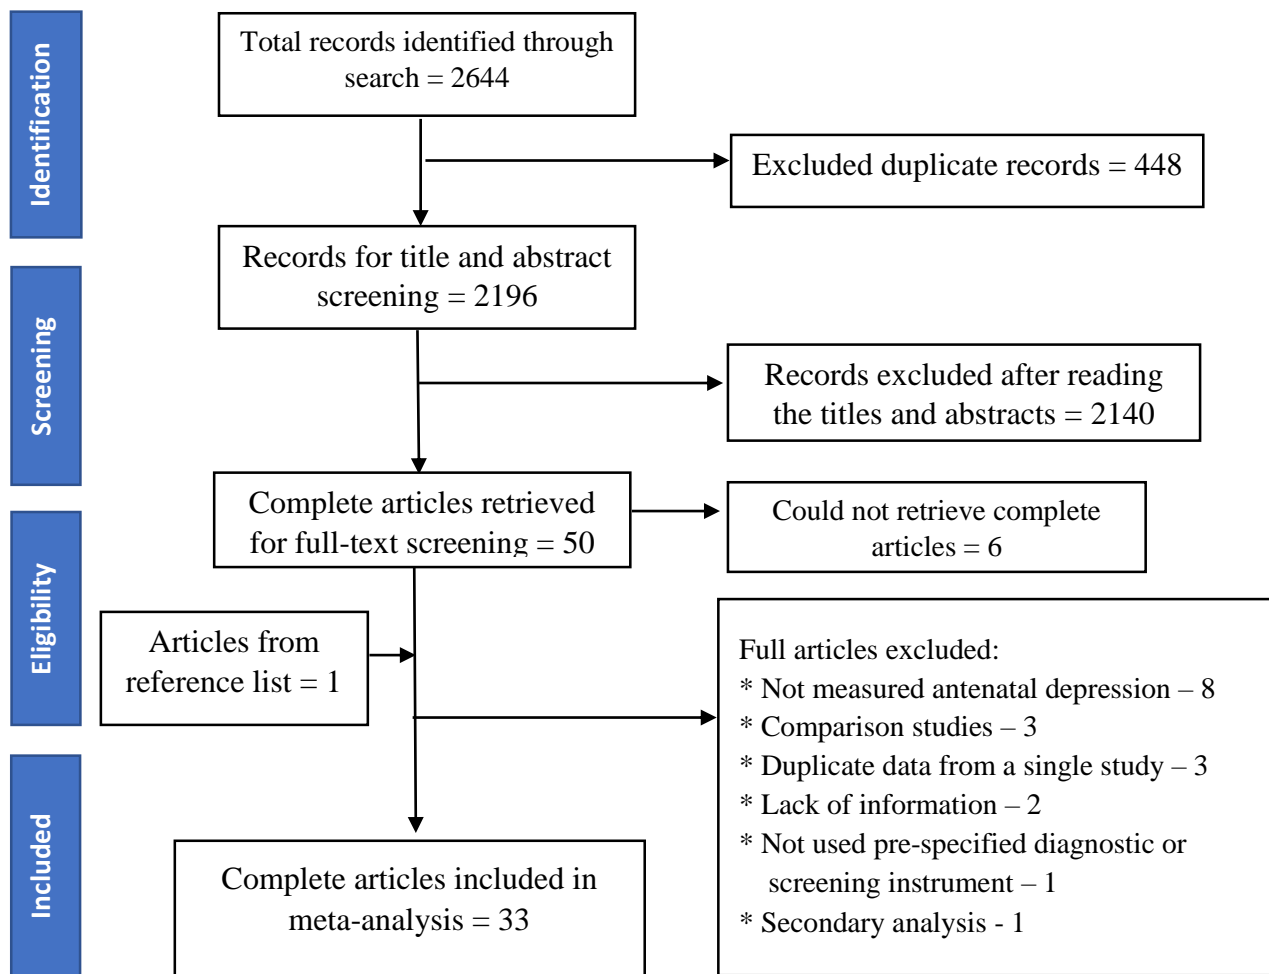 Identification
Total records identified through
search = 2644
Excluded duplicate records = 448
Records for title and abstract
screening = 2196
Screening
Records excluded after reading
the titles and abstracts = 2140
Complete articles retrieved
for full-text screening = 50
Could not retrieve complete
articles = 6
Eligibility
Articles from
reference list = 1
Full articles excluded:
* Not measured antenatal depression – 8
* Comparison studies – 3
* Duplicate data from a single study – 3
* Lack of information – 2
* Not used pre-specified diagnostic or
screening instrument – 1
* Secondary analysis - 1
Included
Complete articles included in
meta-analysis = 33